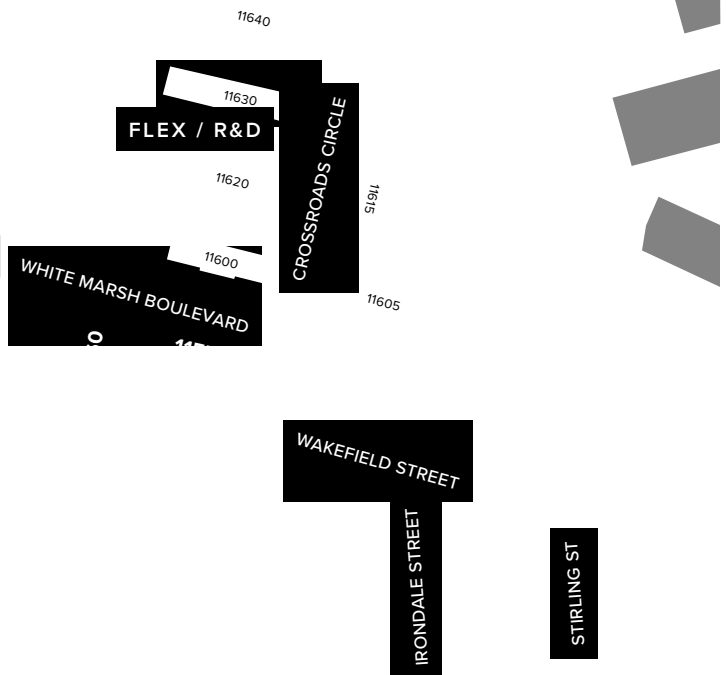 11640
11630
FLEX / R&D
CROSSROADS CIRCLE
11620
11615
11600
WHITE MARSH BOULEVARD
11605
WAKEFIELD STREET
IRONDALE STREET
STIRLING ST